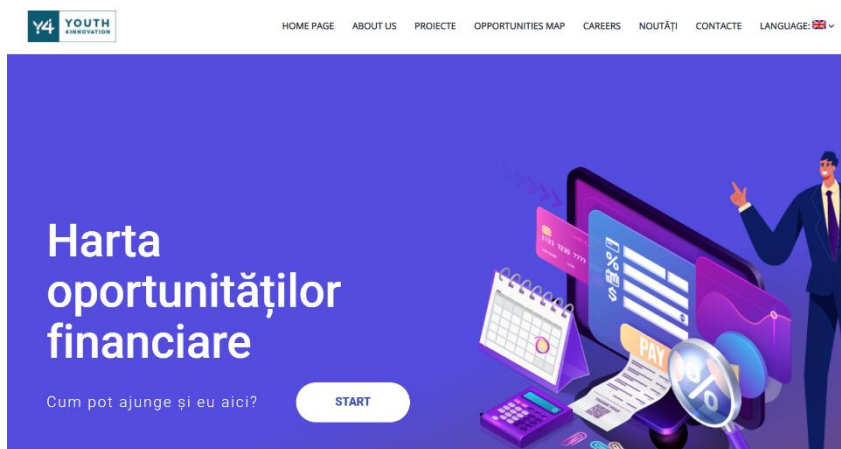 Y4 YOUTH
4INNOVATION
HOME PAGE ABOUT US PROIECTE OPPORTUNITIES MAP CAREERS NOUTĂȚI CONTACTE LANGUAGE:
Harta
oportunităților
financiare
Cum pot ajunge și eu aici?
START
PAY